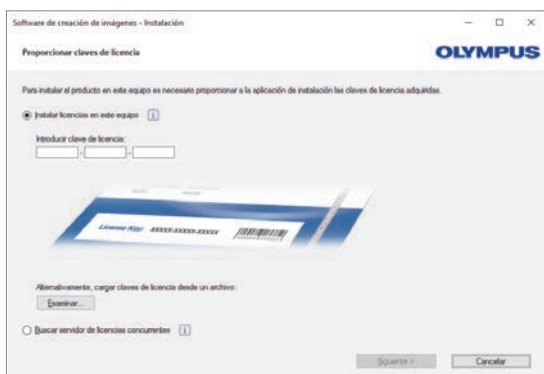 Software de creación de imágenes - Instalación
Proporcionar claves de licencia
OLYMPUS
Para instalar el producto en este equipo es necesario proporcionar a la aplicación de instalación las claves de licencia adquiridas.
Instalar licencias en este equipo
Introducir clave de licencia:
- -
License Key: XXXXX-XXXXX-XXXXX
Alternativamente, cargar claves de licencia desde un archivo:
Examinar...
Buscar servidor de licencias concurrentes
Siguiente >
Cancelar